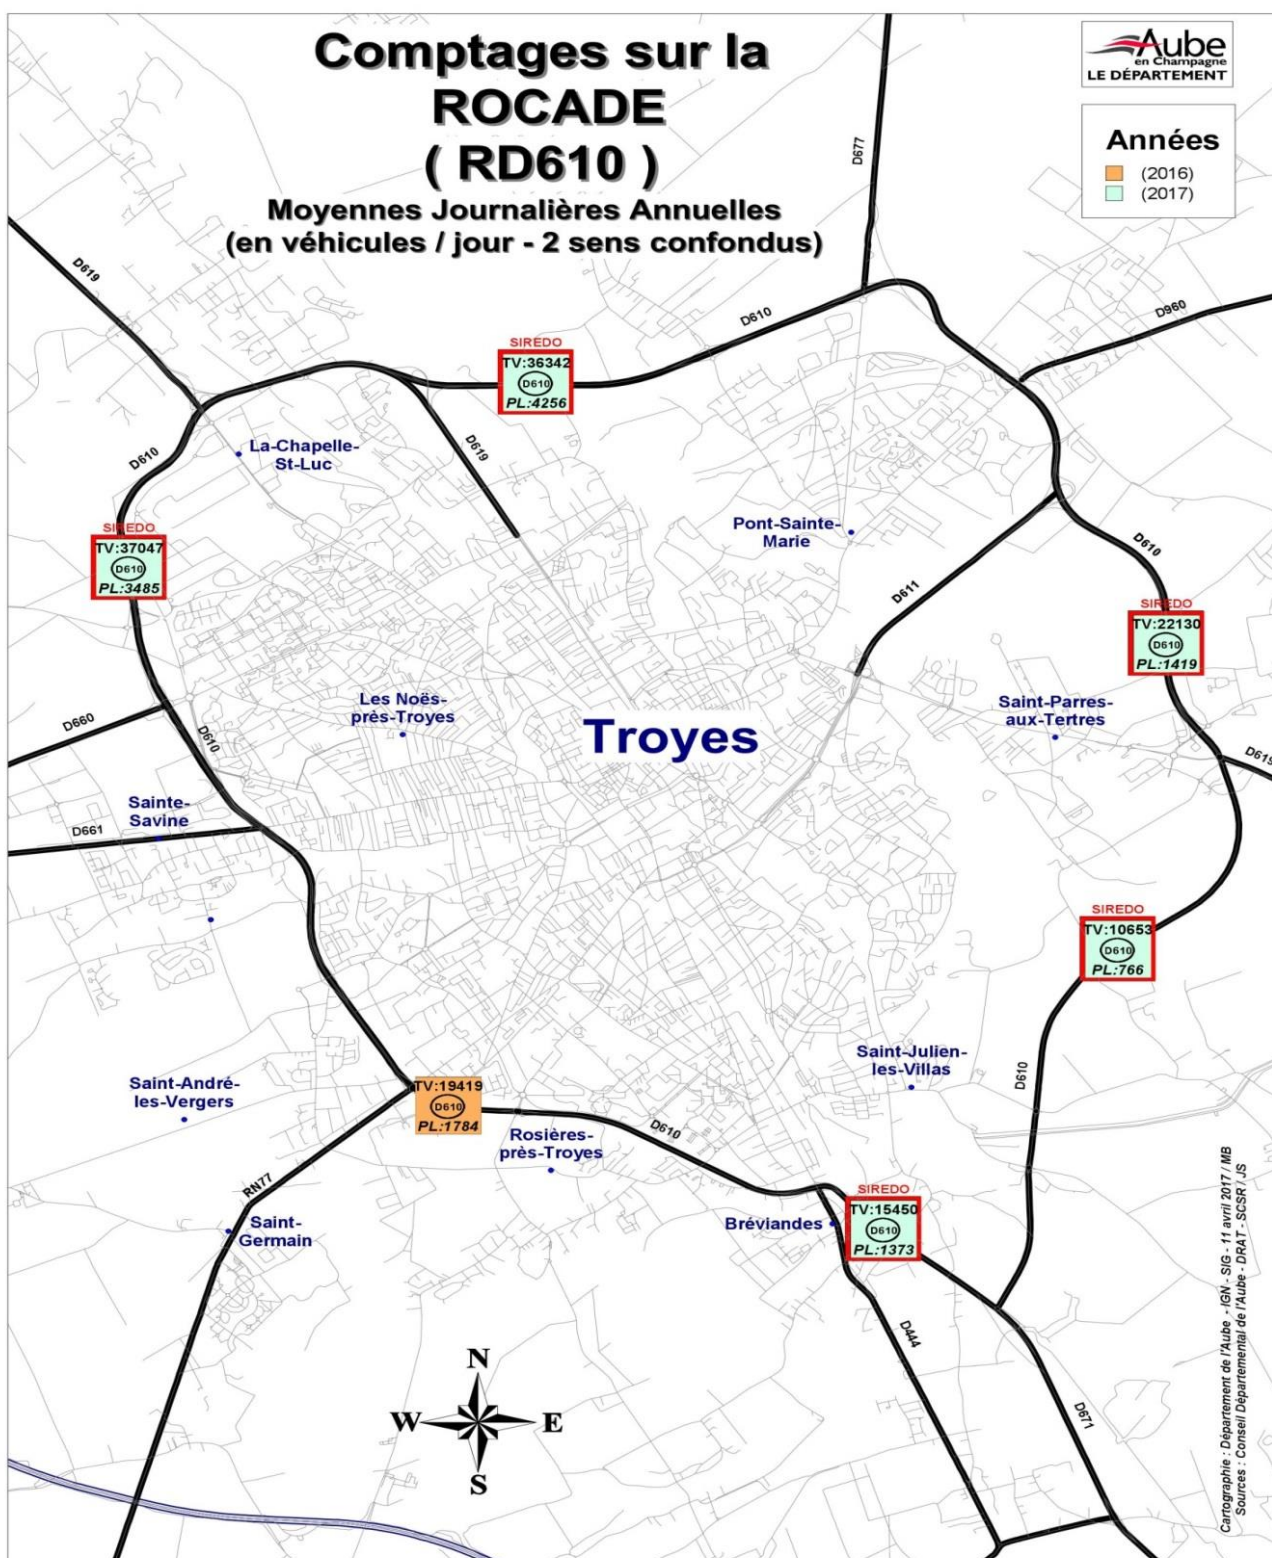 Comptages sur la
ROCADE
( RD610 )
Moyennes Journalières Annuelles
(en véhicules / jour - 2 sens confondus)
Aube
en Champagne
LE DÉPARTEMENT
Années
(2016)
(2017)
D677
D619
D610
D960
SIREDO
TV:36342
D610
PL:4256
La-Chapelle-
St-Luc
D610
D619
SIREDO
TV:37047
D610
PL:3485
Pont-Sainte-
Marie
D610
D611
SIREDO
TV:22130
D610
PL:1419
Les Noës-
près-Troyes
Troyes
Saint-Parres-
aux-Tertres
D660
D610
D619
Sainte-
Savine
D661
SIREDO
TV:10653
D610
PL:766
Saint-Julien-
les-Villas
D610
Saint-André-
les-Vergers
TV:19419
D610
PL:1784
Rosières-
près-Troyes
D610
RN77
SIREDO
TV:15450
D610
PL:1373
Bréviandes
Saint-
Germain
D444
D671
N
W
E
S
Cartographie : Département de l'Aube - IGN - SIG - 11 avril 2017 / MB
Sources : Conseil Départemental de l'Aube - DRAT - SCSR / JS